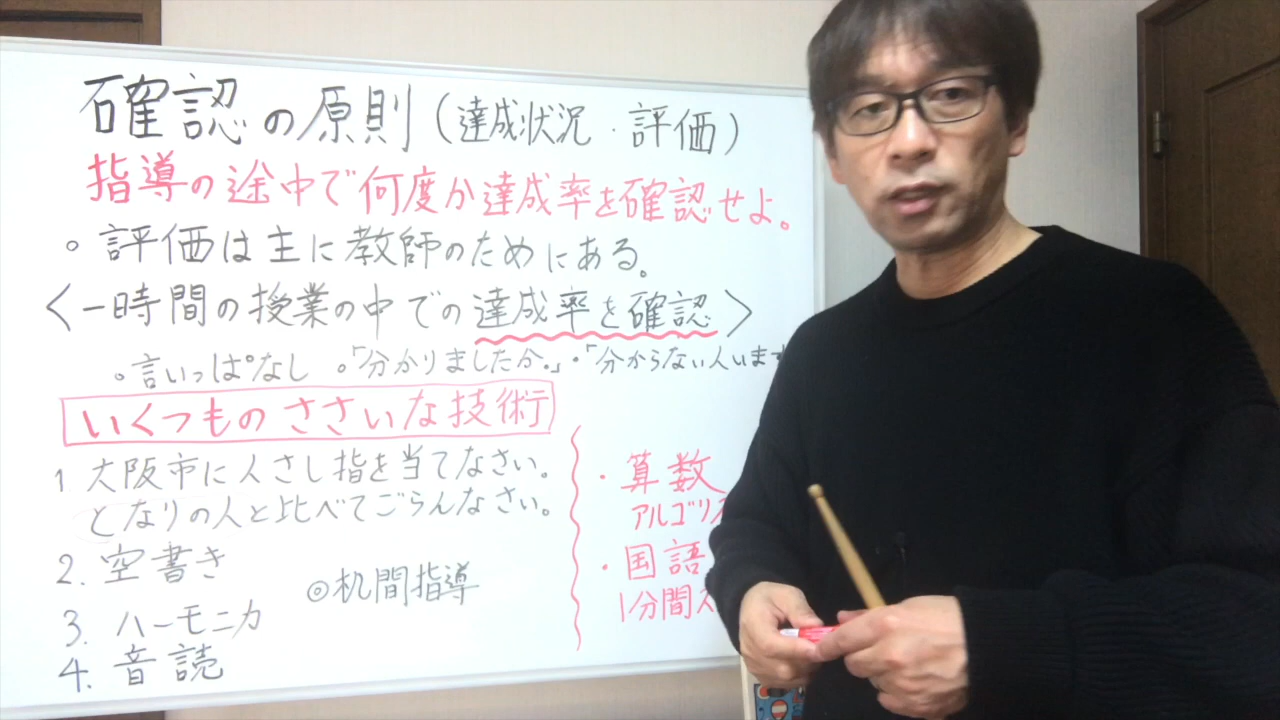 確認の原則(達成状況・評価)
指導の途中で何度か達成率を確認せよ。
○評価は主に教師のためにある。
<一時間の授業の中での達成率を確認>
○言いっぱなし ○「分かりましたか。」・「分からない人いま
いくつものささいな技術
1 大阪市に人さし指を当てなさい。
となりの人と比べてごらんなさい。
2. 空書き
◎机間指導
3. ハーモニカ
4. 音読
・算数
アルゴリ
・国語
1分間ス